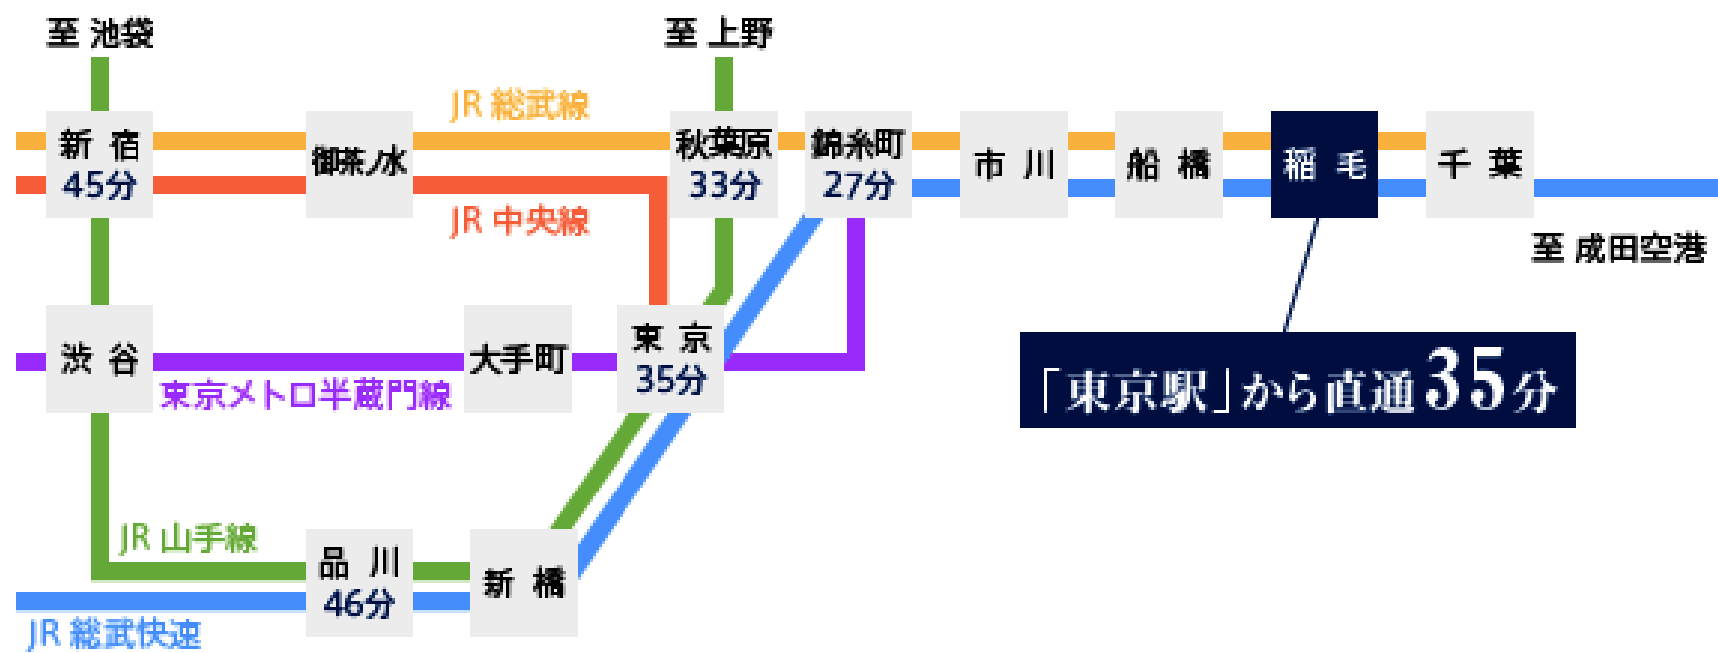 至 池袋
至 上野
JR 総武線
新宿
45分
御茶ノ水
秋葉原
33分
錦糸町
27分
市川
船橋
稲毛
千葉
JR 中央線
至 成田空港
渋谷
大手町
東京
35分
東京メトロ半蔵門線
「東京駅」から直通35分
JR 山手線
品川
46分
新橋
JR 総武快速